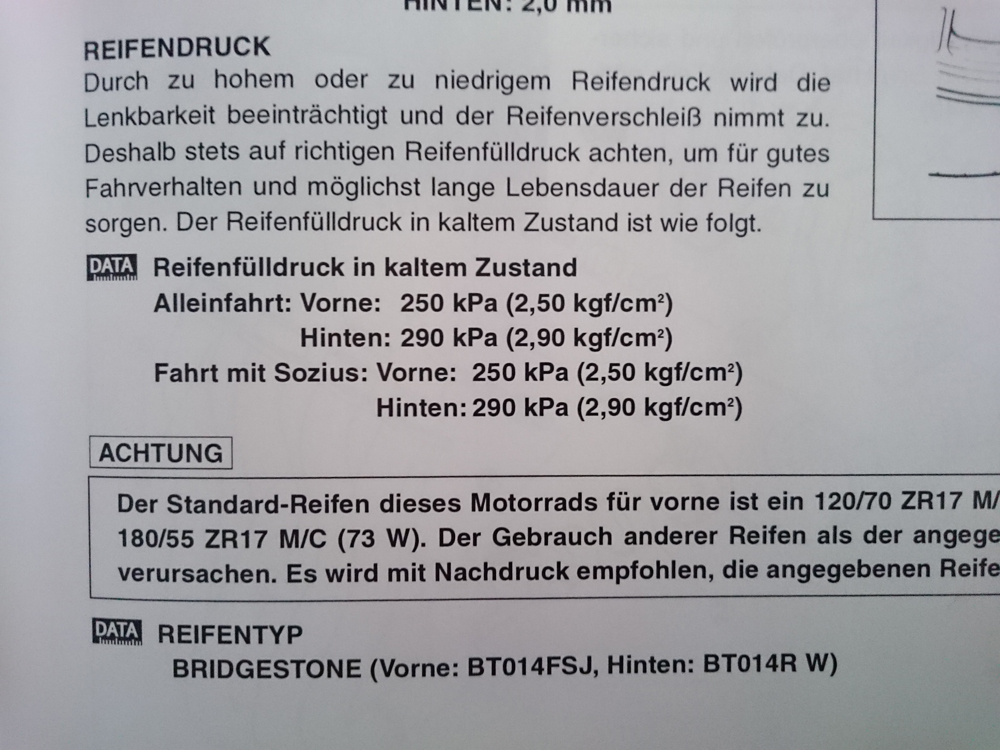 HINTEN: 2,0 mm
REIFENDRUCK
Durch zu hohem oder zu niedrigem Reifendruck wird die
Lenkbarkeit beeinträchtigt und der Reifenverschleiß nimmt zu.
Deshalb stets auf richtigen Reifenfülldruck achten, um für gutes
Fahrverhalten und möglichst lange Lebensdauer der Reifen zu
sorgen. Der Reifenfülldruck in kaltem Zustand ist wie folgt.
DATA Reifenfülldruck in kaltem Zustand
Alleinfahrt: Vorne: 250 kPa (2,50 kgf/cm²)
Hinten: 290 kPa (2,90 kgf/cm²)
Fahrt mit Sozius: Vorne: 250 kPa (2,50 kgf/cm²)
Hinten: 290 kPa (2,90 kgf/cm²)
ACHTUNG
Der Standard-Reifen dieses Motorrads für vorne ist ein 120/70 ZR17 M/
180/55 ZR17 M/C (73 W). Der Gebrauch anderer Reifen als der angege
verursachen. Es wird mit Nachdruck empfohlen, die angegebenen Reife
DATA REIFENTYP
BRIDGESTONE (Vorne: BT014FSJ, Hinten: BT014R W)